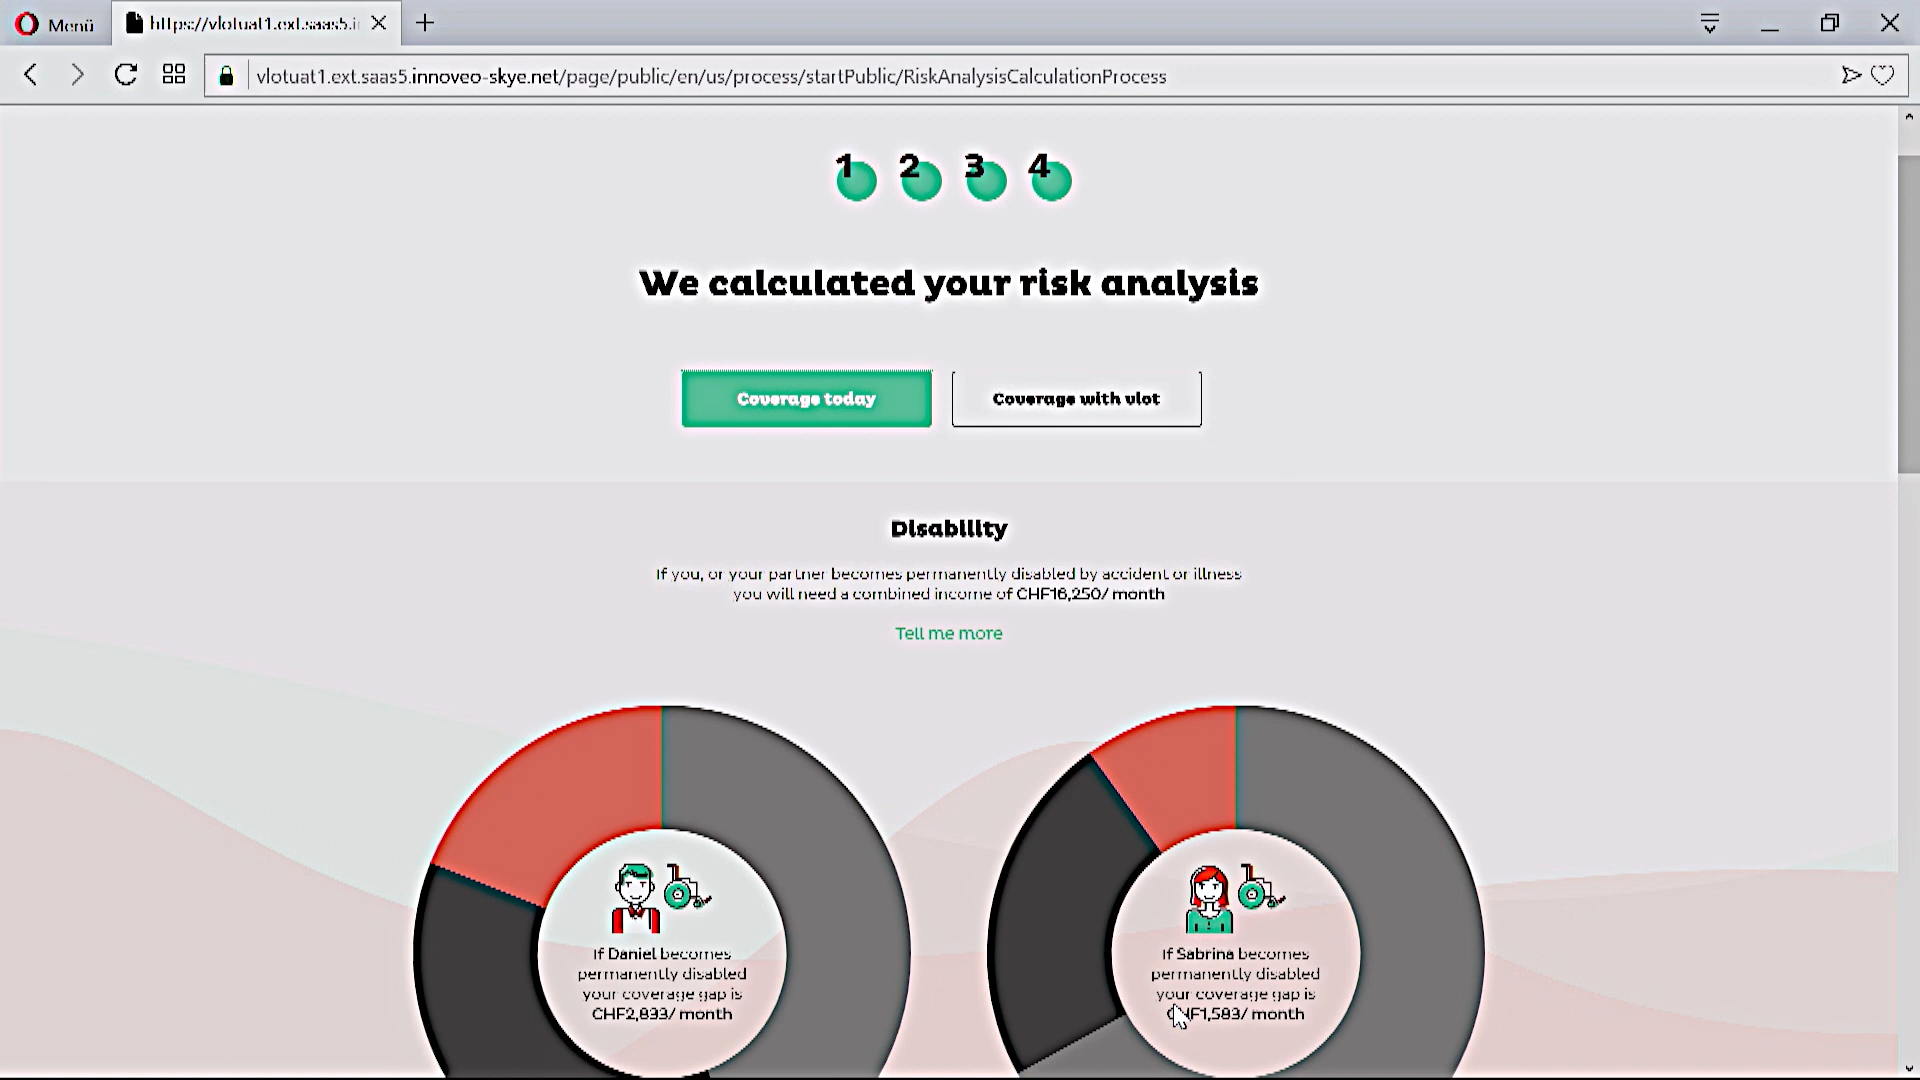 Menü
https://vlotuat1.ext.saas5.i
vlotuat1.ext.saas5.innoveo-skye.net/page/public/en/us/process/startPublic/RiskAnalysisCalculationProcess
1 2 3 4
We calculated your risk analysis
Coverage today
Coverage with vlot
Disability
If you, or your partner becomes permanently disabled by accident or illness
you will need a combined income of CHF16,250/ month
Tell me more
If Daniel becomes
permanently disabled
your coverage gap is
CHF2,833/ month
If Sabrina becomes
permanently disabled
your coverage gap is
CHF1,583/ month